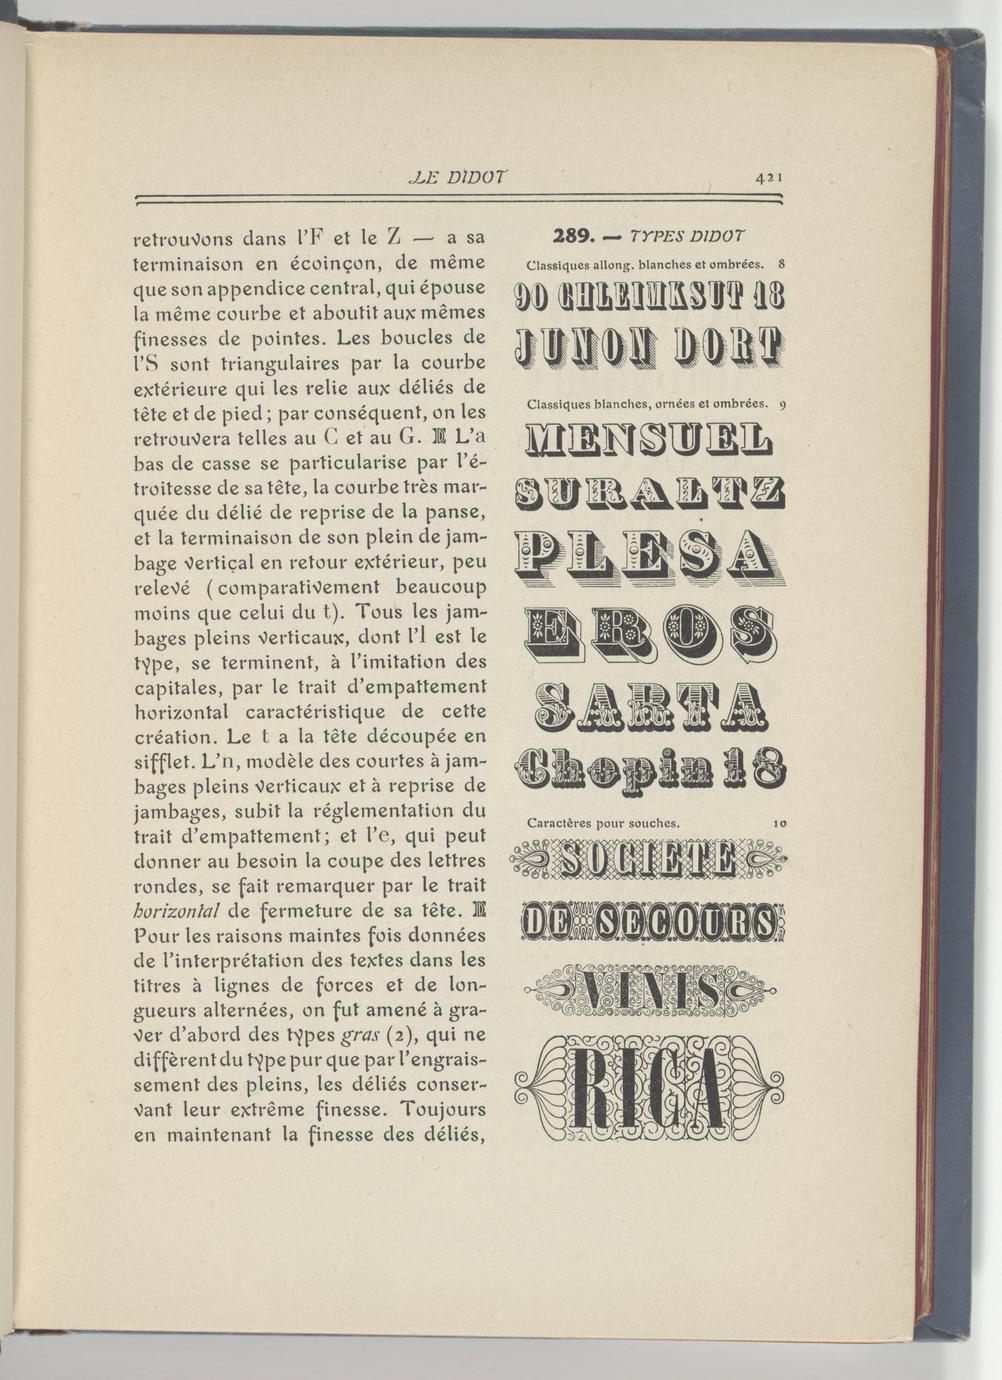 LE DIDOT
421
retrouvons dans l'F et le Z — a sa
terminaison en écoinçon, de même
que son appendice central, qui épouse
la même courbe et aboutit aux mêmes
finesses de pointes. Les boucles de
l'S sont triangulaires par la courbe
extérieure qui les relie aux déliés de
tête et de pied ; par conséquent, on les
retrouvera telles au C et au G. L'a
bas de casse se particularise par l'é-
troitesse de sa tête, la courbe très mar-
quée du délié de reprise de la panse,
et la terminaison de son plein de jam-
bage vertical en retour extérieur, peu
relevé (comparativement beaucoup
moins que celui du t). Tous les jam-
bages pleins verticaux, dont l'l est le
type, se terminent, à l'imitation des
capitales, par le trait d'empattement
horizontal caractéristique de cette
création. Le t a la tête découpée en
sifflet. L'n, modèle des courtes à jam-
bages pleins verticaux et à reprise de
jambages, subit la réglementation du
trait d'empattement ; et l'e, qui peut
donner au besoin la coupe des lettres
rondes, se fait remarquer par le trait
horizontal de fermeture de sa tête.
Pour les raisons maintes fois données
de l'interprétation des textes dans les
titres à lignes de forces et de lon-
gueurs alternées, on fut amené à gra-
ver d'abord des types gras (2), qui ne
diffèrent du type pur que par l'engrais-
sement des pleins, les déliés conser-
vant leur extrême finesse. Toujours
en maintenant la finesse des déliés,
289. — TYPES DIDOT
Classiques allong. blanches et ombrées. 8
90 CHLEIMKSUT 18
JUNON DORT
Classiques blanches, ornées et ombrées. 9
MENSUEL
SURALTZ
PLESA
EROS
SARTA
Chopin 18
Caractères pour souches. 10
SOCIETE
DE SECOURS
VINIS
RIGA